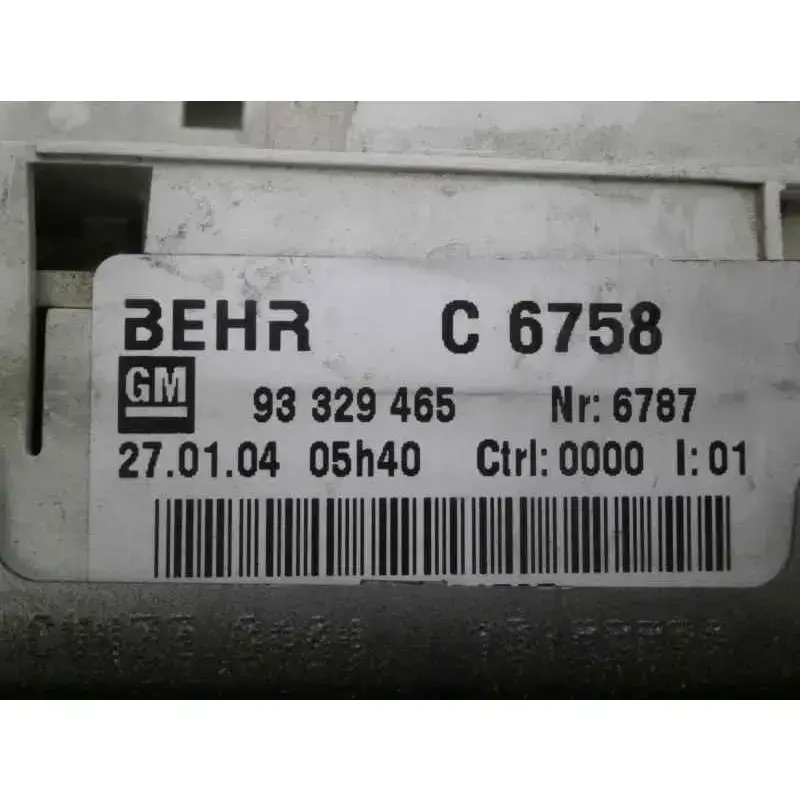 BEHR C 6758
GM 93 329 465 Nr: 6787
27.01.04 05h40 Ctrl: 0000 I: 01